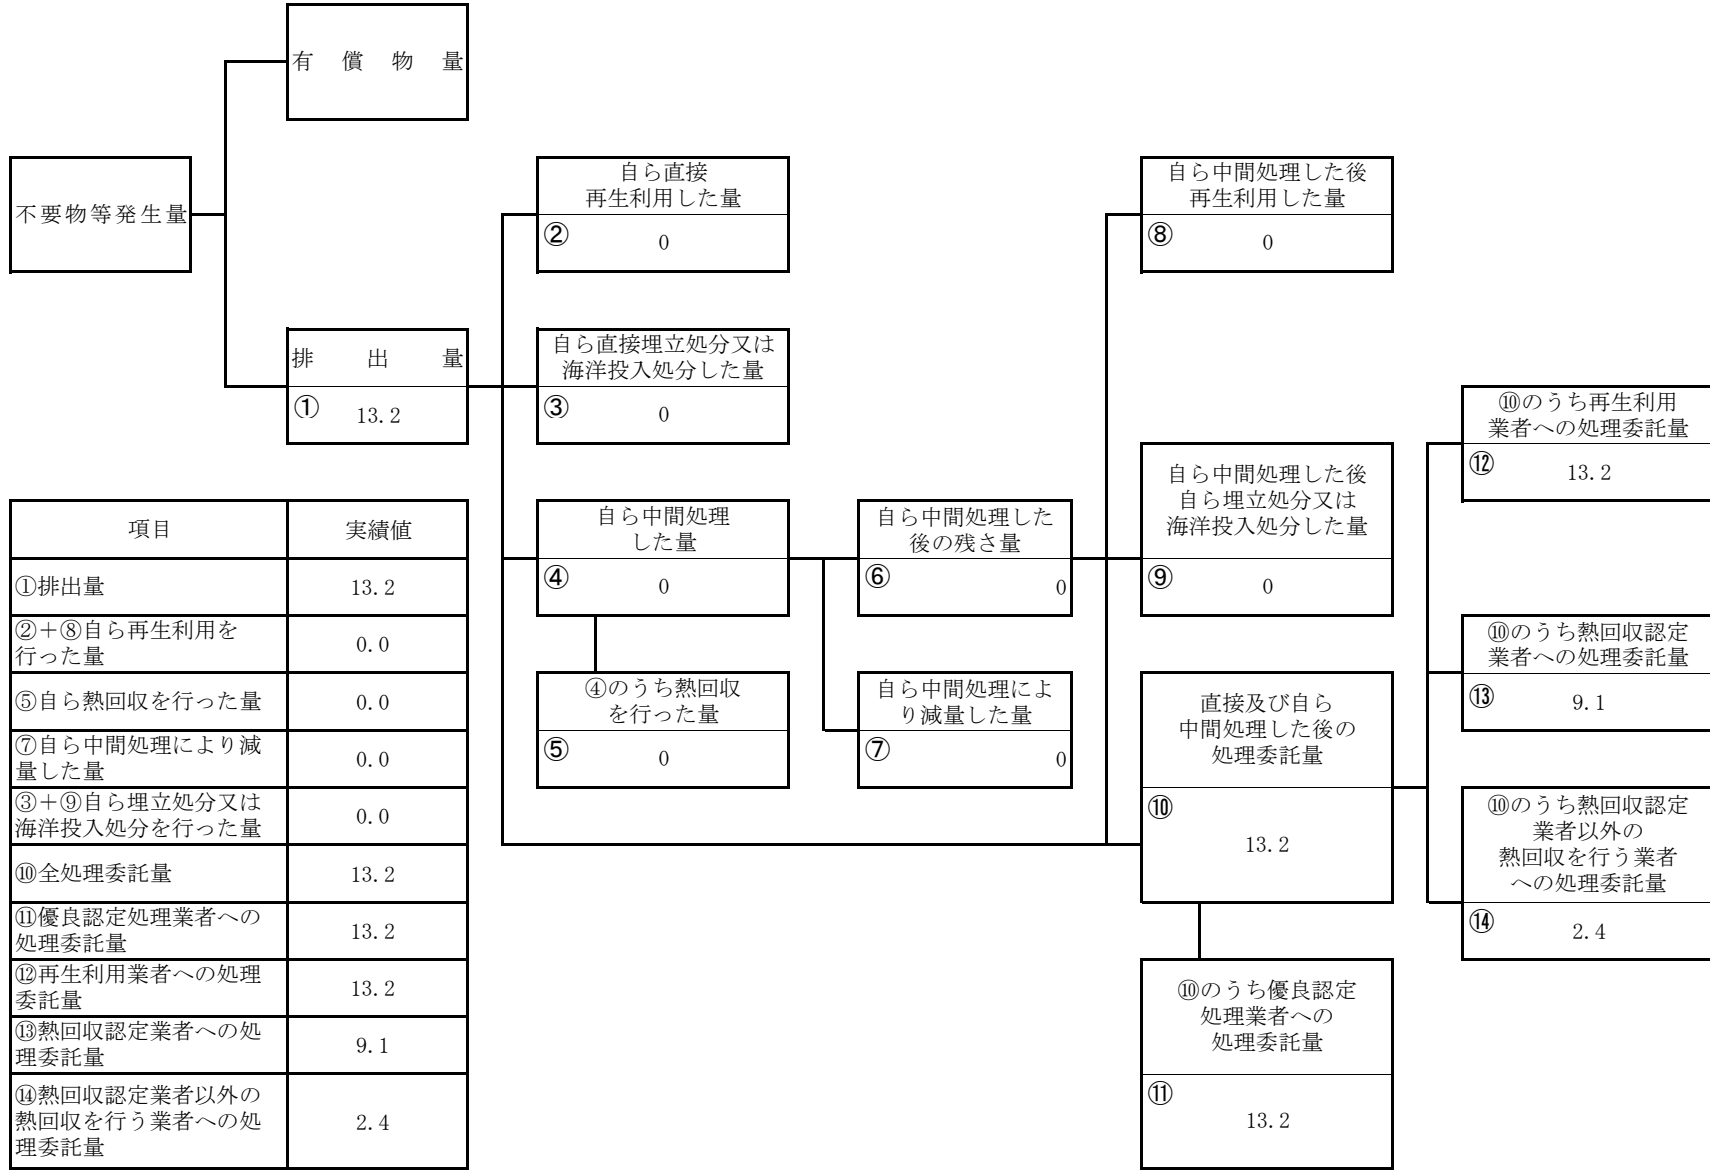 有償物量
不要物等発生量
排出量
① 13.2
自ら直接
再生利用した量
② 0
自ら直接埋立処分又は
海洋投入処分した量
③ 0
自ら中間処理
した量
④ 0
④のうち熱回収
を行った量
⑤ 0
自ら中間処理した
後の残さ量
⑥ 0
自ら中間処理によ
り減量した量
⑦ 0
自ら中間処理した後
再生利用した量
⑧ 0
自ら中間処理した後
自ら埋立処分又は
海洋投入処分した量
⑨ 0
直接及び自ら
中間処理した後の
処理委託量
⑩
13.2
⑩のうち優良認定
処理業者への
処理委託量
⑪
13.2
⑩のうち再生利用
業者への処理委託量
⑫ 13.2
⑩のうち熱回収認定
業者への処理委託量
⑬ 9.1
⑩のうち熱回収認定
業者以外の
熱回収を行う業者
への処理委託量
⑭ 2.4
項目 実績値
①排出量 13.2
②+⑧自ら再生利用を
行った量 0.0
⑤自ら熱回収を行った量 0.0
⑦自ら中間処理により減
量した量 0.0
③+⑨自ら埋立処分又は
海洋投入処分を行った量 0.0
⑩全処理委託量 13.2
⑪優良認定処理業者への
処理委託量 13.2
⑫再生利用業者への処理
委託量 13.2
⑬熱回収認定業者への処
理委託量 9.1
⑭熱回収認定業者以外の
熱回収を行う業者への処
理委託量 2.4